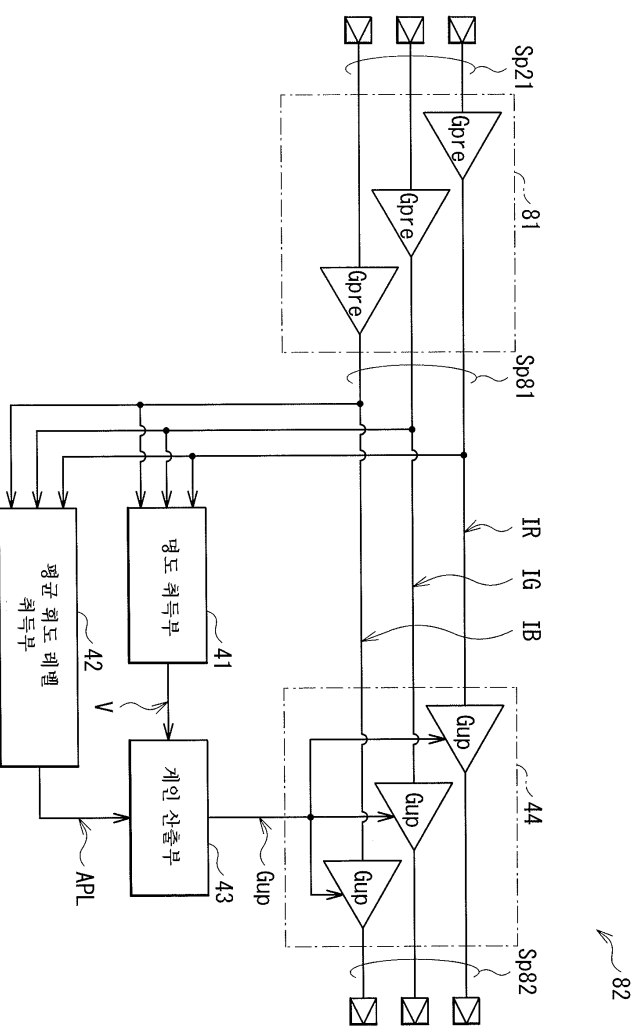 82
Sp21
81
Gpre
Gpre
Gpre
Sp81
IR
IG
IB
44
Gup
Gup
Gup
Sp82
명도 취득부
41
V
평균 휘도 레벨
취득부
42
게인 산출부
43
Gup
APL